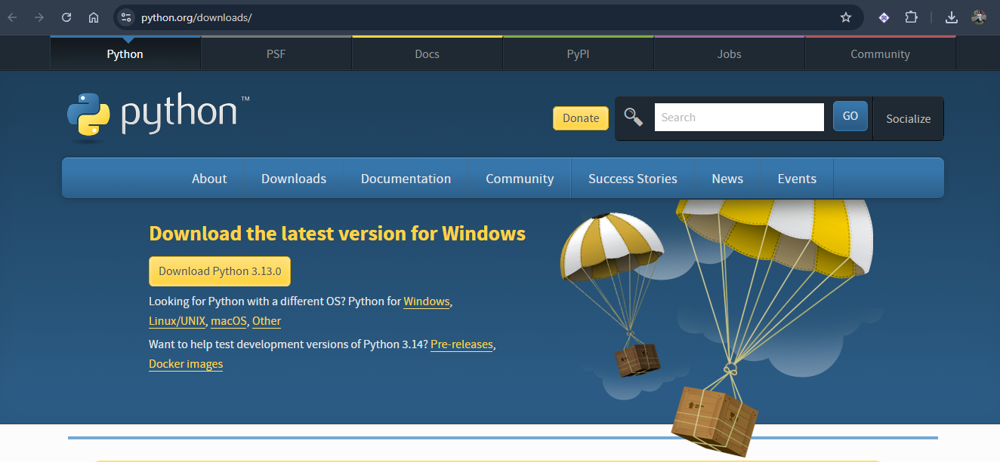 python.org/downloads/
Python PSF Docs PyPI Jobs Community
python™
Donate Search GO Socialize
About Downloads Documentation Community Success Stories News Events
Download the latest version for Windows
Download Python 3.13.0
Looking for Python with a different OS? Python for Windows,
Linux/UNIX, macOS, Other
Want to help test development versions of Python 3.14? Pre-releases,
Docker images